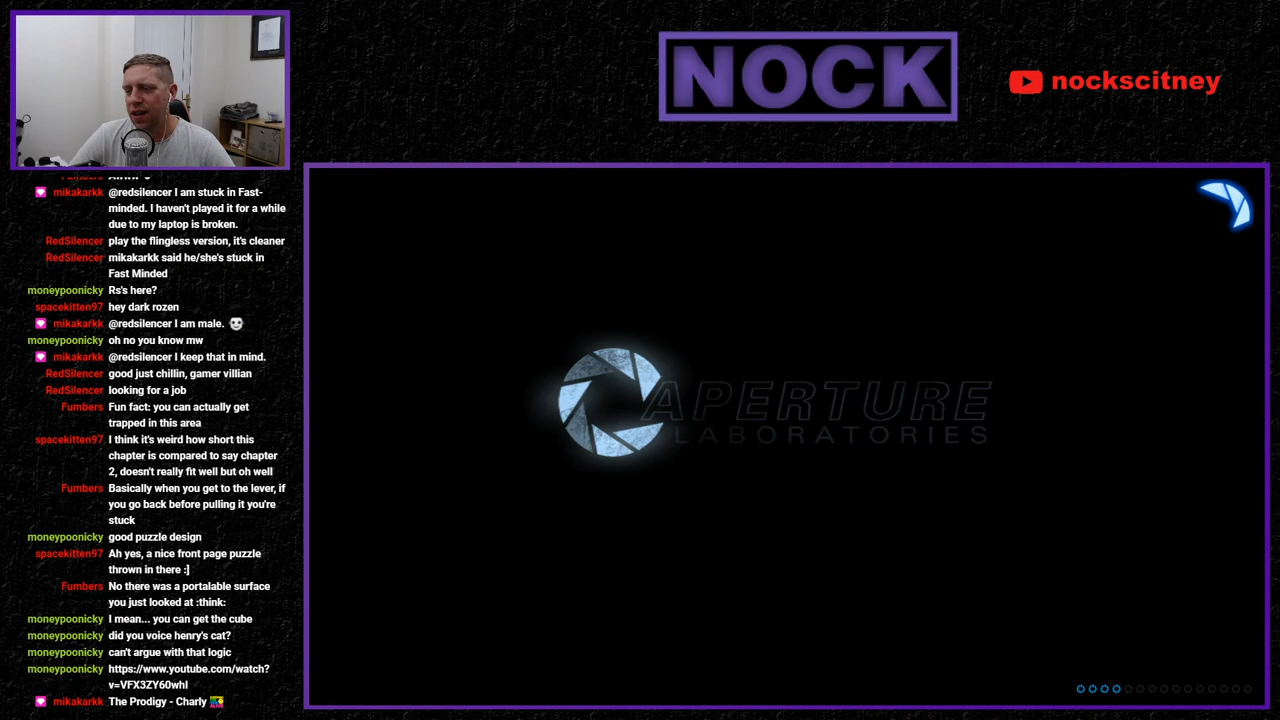 NOCK
nockscitney
mikakarkk @redsilencer I am stuck in Fast-
minded. I haven't played it for a while
due to my laptop is broken.
RedSilencer play the flingless version, it's cleaner
RedSilencer mikakarkk said he/she's stuck in
Fast Minded
moneypoonicky Rs's here?
spacekitten97 hey dark rozen
mikakarkk @redsilencer I am male.
moneypoonicky oh no you know mw
mikakarkk @redsilencer I keep that in mind.
RedSilencer good just chillin, gamer villian
RedSilencer looking for a job
Fumbers Fun fact: you can actually get
trapped in this area
spacekitten97 I think it's weird how short this
chapter is compared to say chapter
2, doesn't really fit well but oh well
Fumbers Basically when you get to the lever, if
you go back before pulling it you're
stuck
moneypoonicky good puzzle design
spacekitten97 Ah yes, a nice front page puzzle
thrown in there :]
Fumbers No there was a portalable surface
you just looked at :think:
moneypoonicky I mean... you can get the cube
moneypoonicky did you voice henry's cat?
moneypoonicky can't argue with that logic
moneypoonicky https://www.youtube.com/watch?
v=VFX3ZY60whI
mikakarkk The Prodigy - Charly
APERTURE
LABORATORIES